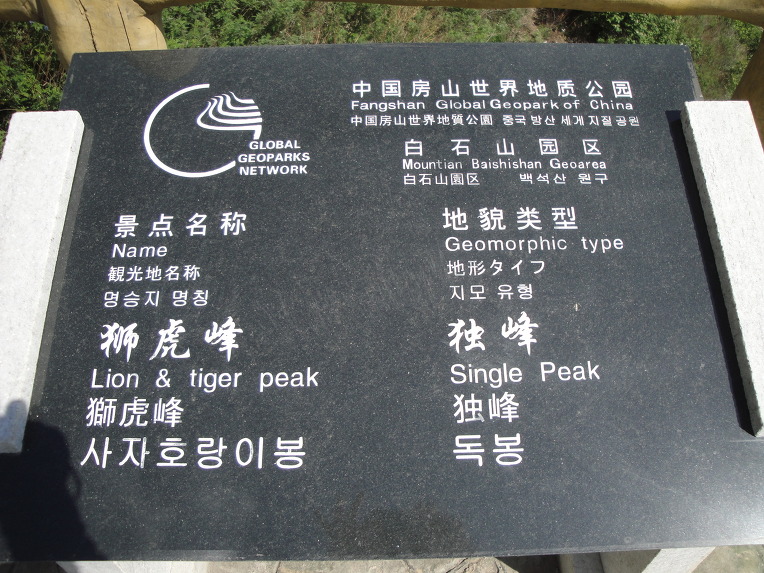 GLOBAL
GEOPARKS
NETWORK
中国房山世界地质公园
Fangshan Global Geopark of China
中国房山世界地質公園 중국 방산 세계 지질 공원
白石山园区
Mountian Baishishan Geoarea
白石山園区 백석산 원구
景点名称
Name
観光地名称
명승지 명칭
地貌类型
Geomorphic type
地形タイフ
지모 유형
狮虎峰
Lion & tiger peak
獅虎峰
사자호랑이봉
独峰
Single Peak
独峰
독봉